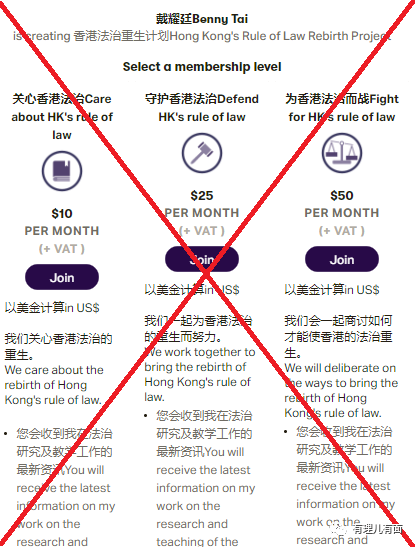 戴耀廷Benny Tai
is creating 香港法治重生计划Hong Kong's Rule of Law Rebirth Project
Select a membership level
关心香港法治Care
about HK's rule of
law
$10
PER MONTH
(+ VAT )
Join
以美金计算in US$
我们关心香港法治的
重生。
We care about the
rebirth of Hong
Kong's rule of law.
• 您会收到我在法治
研究及教学工作的
最新资讯You will
receive the latest
information on my
work on the
research and
守护香港法治Defend
HK's rule of law
$25
PER MONTH
(+ VAT )
Join
以美金计算in US$
我们一起为香港法治
的重生而努力。
We work together to
bring the rebirth of
Hong Kong's rule of
law.
• 您会收到我在法治
研究及教学工作的
最新资讯You will
receive the latest
information on my
work on the
research and
teaching of the
为香港法治而战Fight
for HK's rule of law
$50
PER MONTH
(+ VAT )
Join
以美金计算in US$
我们会一起商讨如何
才能使香港的法治重
生。
We will deliberate on
the ways to bring the
rebirth of Hong
Kong's rule of law.
• 您会收到我在法治
研究及教学工作的
最新资讯You will
receive the latest
information on my
work on the
research and
有理儿有面